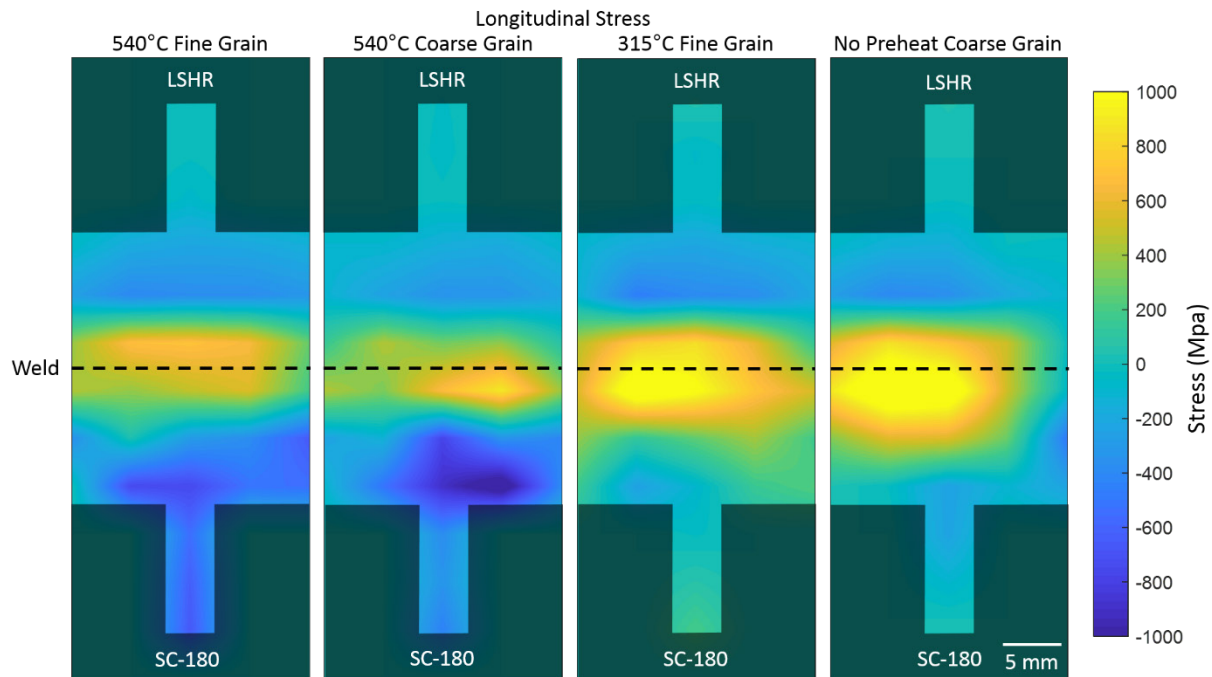 Longitudinal Stress
540°C Fine Grain
540°C Coarse Grain
315°C Fine Grain
No Preheat Coarse Grain
LSHR
LSHR
LSHR
LSHR
1000
800
600
400
200
0
-200
-400
-600
-800
-1000
Stress (Mpa)
Weld
SC-180
SC-180
SC-180
SC-180
5 mm